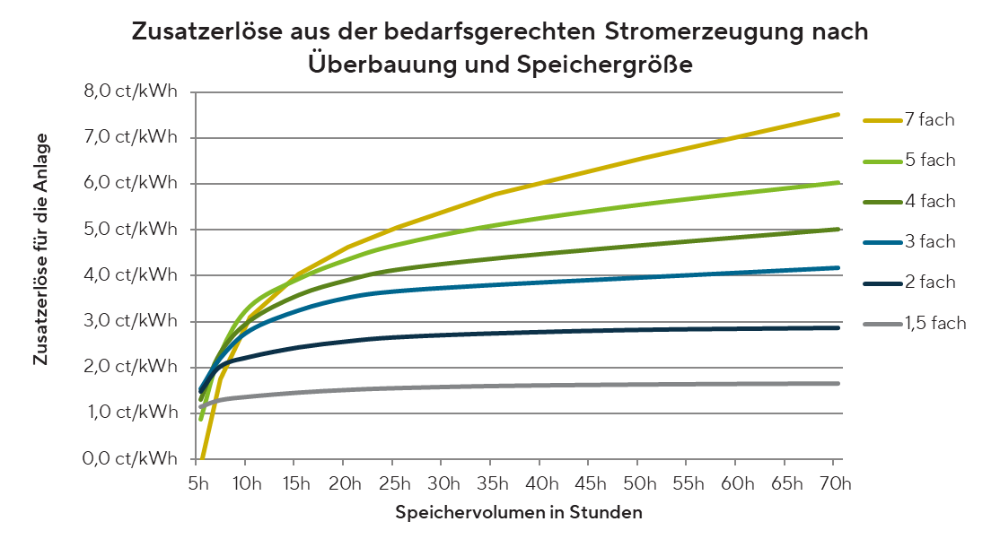 Zusatzerlöse aus der bedarfsgerechten Stromerzeugung nach
Überbauung und Speichergröße
8,0 ct/kWh
7,0 ct/kWh
6,0 ct/kWh
5,0 ct/kWh
4,0 ct/kWh
3,0 ct/kWh
2,0 ct/kWh
1,0 ct/kWh
0,0 ct/kWh
Zusatzerlöse für die Anlage
5h 10h 15h 20h 25h 30h 35h 40h 45h 50h 55h 60h 65h 70h
Speichervolumen in Stunden
7 fach
5 fach
4 fach
3 fach
2 fach
1,5 fach